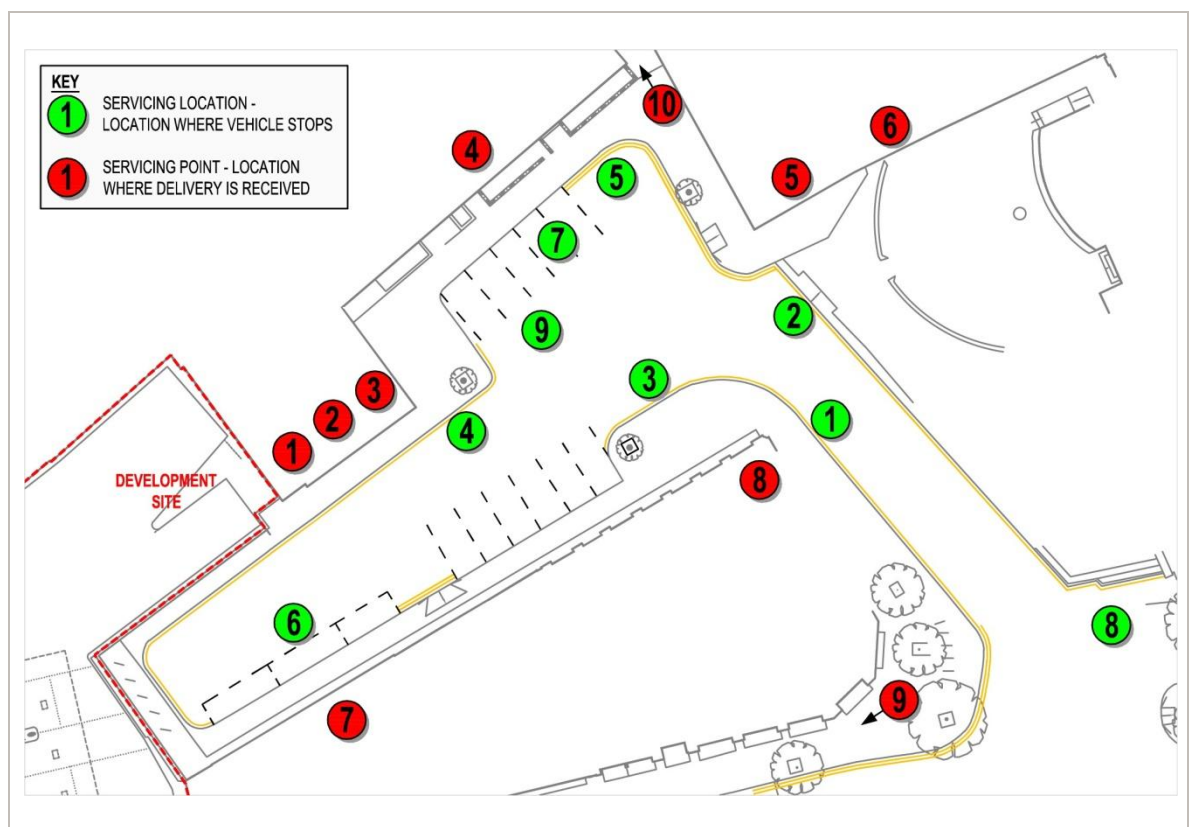 KEY
1 SERVICING LOCATION -
LOCATION WHERE VEHICLE STOPS
1 SERVICING POINT - LOCATION
WHERE DELIVERY IS RECEIVED
10
4
6
5
5
7
2
9
3
3
2
1
4
1
DEVELOPMENT
SITE
8
6
8
7
9